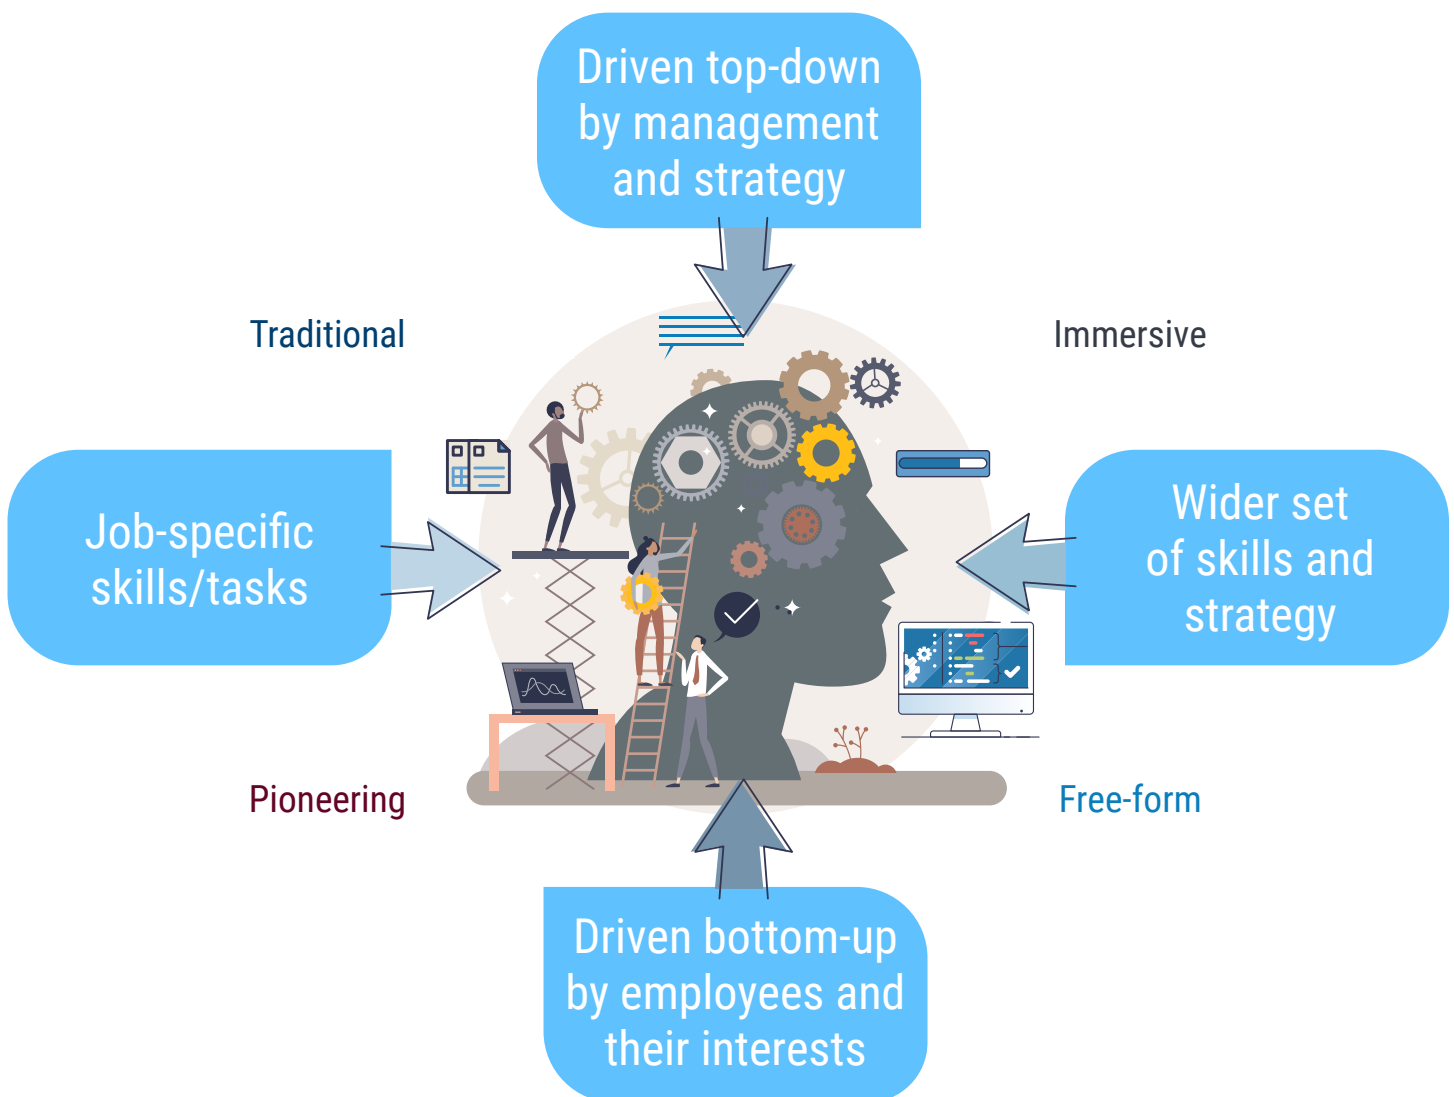 Driven top-down
by management
and strategy
Traditional
Immersive
Job-specific
skills/tasks
Wider set
of skills and
strategy
Pioneering
Free-form
Driven bottom-up
by employees and
their interests